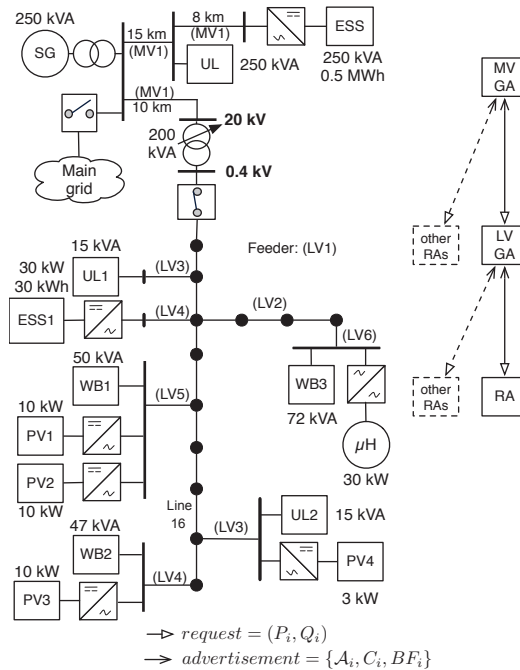 250 kVA
SG
15 km
(MV1)
8 km
(MV1)
UL
250 kVA
ESS
250 kVA
0.5 MWh
(MV1)
10 km
Main
grid
200
kVA
20 kV
0.4 kV
MV
GA
other
RAs
LV
GA
other
RAs
RA
Feeder: (LV1)
15 kVA
UL1
(LV3)
30 kW
30 kWh
ESS1
(LV4)
(LV2)
(LV6)
WB3
72 kVA
μH
30 kW
50 kVA
WB1
(LV5)
10 kW
PV1
PV2
10 kW
Line
16
(LV3)
UL2
15 kVA
PV4
3 kW
47 kVA
WB2
(LV4)
10 kW
PV3
request = (P_i, Q_i)
advertisement = {𝒜_i, C_i, BF_i}